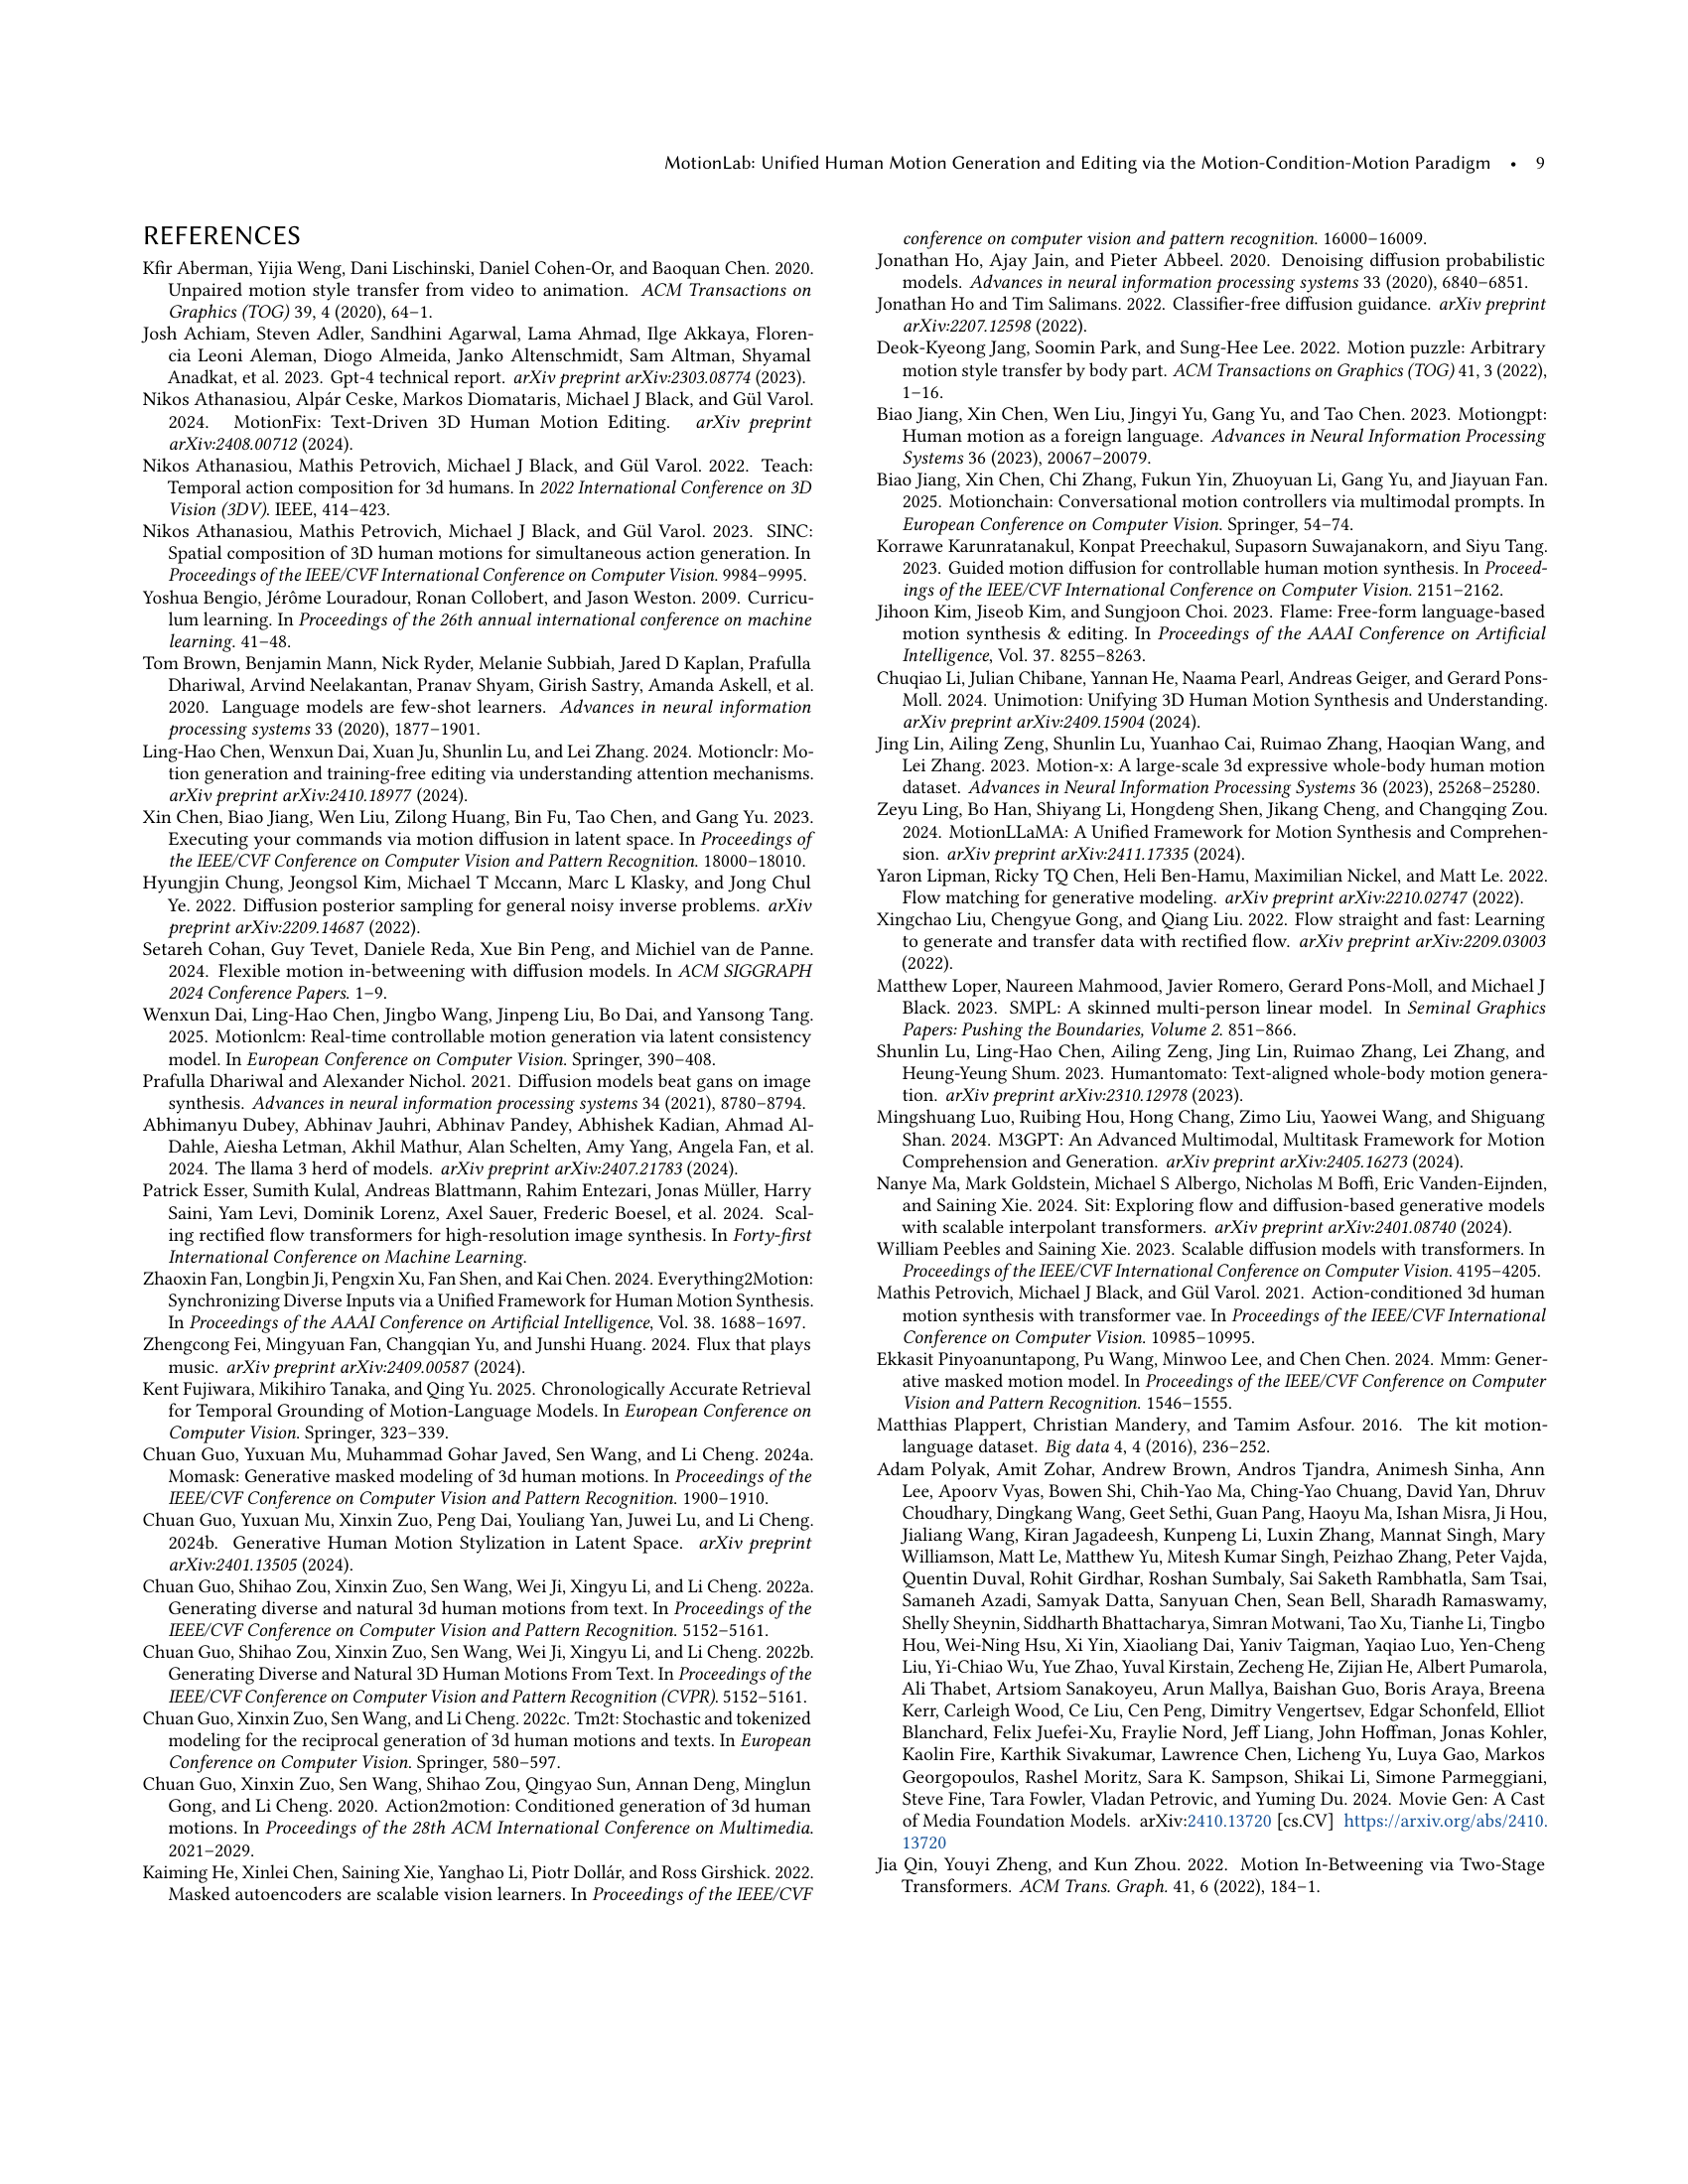 MotionLab: Unified Human Motion Generation and Editing via the Motion-Condition-Motion Paradigm • 9
REFERENCES
Kfir Aberman, Yijia Weng, Dani Lischinski, Daniel Cohen-Or, and Baoquan Chen. 2020.
Unpaired motion style transfer from video to animation. ACM Transactions on
Graphics (TOG) 39, 4 (2020), 64–1.
Josh Achiam, Steven Adler, Sandhini Agarwal, Lama Ahmad, Ilge Akkaya, Floren-
cia Leoni Aleman, Diogo Almeida, Janko Altenschmidt, Sam Altman, Shyamal
Anadkat, et al. 2023. Gpt-4 technical report. arXiv preprint arXiv:2303.08774 (2023).
Nikos Athanasiou, Alpár Ceske, Markos Diomataris, Michael J Black, and Gül Varol.
2024. MotionFix: Text-Driven 3D Human Motion Editing. arXiv preprint
arXiv:2408.00712 (2024).
Nikos Athanasiou, Mathis Petrovich, Michael J Black, and Gül Varol. 2022. Teach:
Temporal action composition for 3d humans. In 2022 International Conference on 3D
Vision (3DV). IEEE, 414–423.
Nikos Athanasiou, Mathis Petrovich, Michael J Black, and Gül Varol. 2023. SINC:
Spatial composition of 3D human motions for simultaneous action generation. In
Proceedings of the IEEE/CVF International Conference on Computer Vision. 9984–9995.
Yoshua Bengio, Jérôme Louradour, Ronan Collobert, and Jason Weston. 2009. Curricu-
lum learning. In Proceedings of the 26th annual international conference on machine
learning. 41–48.
Tom Brown, Benjamin Mann, Nick Ryder, Melanie Subbiah, Jared D Kaplan, Prafulla
Dhariwal, Arvind Neelakantan, Pranav Shyam, Girish Sastry, Amanda Askell, et al.
2020. Language models are few-shot learners. Advances in neural information
processing systems 33 (2020), 1877–1901.
Ling-Hao Chen, Wenxun Dai, Xuan Ju, Shunlin Lu, and Lei Zhang. 2024. Motionclr: Mo-
tion generation and training-free editing via understanding attention mechanisms.
arXiv preprint arXiv:2410.18977 (2024).
Xin Chen, Biao Jiang, Wen Liu, Zilong Huang, Bin Fu, Tao Chen, and Gang Yu. 2023.
Executing your commands via motion diffusion in latent space. In Proceedings of
the IEEE/CVF Conference on Computer Vision and Pattern Recognition. 18000–18010.
Hyungjin Chung, Jeongsol Kim, Michael T Mccann, Marc L Klasky, and Jong Chul
Ye. 2022. Diffusion posterior sampling for general noisy inverse problems. arXiv
preprint arXiv:2209.14687 (2022).
Setareh Cohan, Guy Tevet, Daniele Reda, Xue Bin Peng, and Michiel van de Panne.
2024. Flexible motion in-betweening with diffusion models. In ACM SIGGRAPH
2024 Conference Papers. 1–9.
Wenxun Dai, Ling-Hao Chen, Jingbo Wang, Jinpeng Liu, Bo Dai, and Yansong Tang.
2025. Motionlcm: Real-time controllable motion generation via latent consistency
model. In European Conference on Computer Vision. Springer, 390–408.
Prafulla Dhariwal and Alexander Nichol. 2021. Diffusion models beat gans on image
synthesis. Advances in neural information processing systems 34 (2021), 8780–8794.
Abhimanyu Dubey, Abhinav Jauhri, Abhinav Pandey, Abhishek Kadian, Ahmad Al-
Dahle, Aiesha Letman, Akhil Mathur, Alan Schelten, Amy Yang, Angela Fan, et al.
2024. The llama 3 herd of models. arXiv preprint arXiv:2407.21783 (2024).
Patrick Esser, Sumith Kulal, Andreas Blattmann, Rahim Entezari, Jonas Müller, Harry
Saini, Yam Levi, Dominik Lorenz, Axel Sauer, Frederic Boesel, et al. 2024. Scal-
ing rectified flow transformers for high-resolution image synthesis. In Forty-first
International Conference on Machine Learning.
Zhaoxin Fan, Longbin Ji, Pengxin Xu, Fan Shen, and Kai Chen. 2024. Everything2Motion:
Synchronizing Diverse Inputs via a Unified Framework for Human Motion Synthesis.
In Proceedings of the AAAI Conference on Artificial Intelligence, Vol. 38. 1688–1697.
Zhengcong Fei, Mingyuan Fan, Changqian Yu, and Junshi Huang. 2024. Flux that plays
music. arXiv preprint arXiv:2409.00587 (2024).
Kent Fujiwara, Mikihiro Tanaka, and Qing Yu. 2025. Chronologically Accurate Retrieval
for Temporal Grounding of Motion-Language Models. In European Conference on
Computer Vision. Springer, 323–339.
Chuan Guo, Yuxuan Mu, Muhammad Gohar Javed, Sen Wang, and Li Cheng. 2024a.
Momask: Generative masked modeling of 3d human motions. In Proceedings of the
IEEE/CVF Conference on Computer Vision and Pattern Recognition. 1900–1910.
Chuan Guo, Yuxuan Mu, Xinxin Zuo, Peng Dai, Youliang Yan, Juwei Lu, and Li Cheng.
2024b. Generative Human Motion Stylization in Latent Space. arXiv preprint
arXiv:2401.13505 (2024).
Chuan Guo, Shihao Zou, Xinxin Zuo, Sen Wang, Wei Ji, Xingyu Li, and Li Cheng. 2022a.
Generating diverse and natural 3d human motions from text. In Proceedings of the
IEEE/CVF Conference on Computer Vision and Pattern Recognition. 5152–5161.
Chuan Guo, Shihao Zou, Xinxin Zuo, Sen Wang, Wei Ji, Xingyu Li, and Li Cheng. 2022b.
Generating Diverse and Natural 3D Human Motions From Text. In Proceedings of the
IEEE/CVF Conference on Computer Vision and Pattern Recognition (CVPR). 5152–5161.
Chuan Guo, Xinxin Zuo, Sen Wang, and Li Cheng. 2022c. Tm2t: Stochastic and tokenized
modeling for the reciprocal generation of 3d human motions and texts. In European
Conference on Computer Vision. Springer, 580–597.
Chuan Guo, Xinxin Zuo, Sen Wang, Shihao Zou, Qingyao Sun, Annan Deng, Minglun
Gong, and Li Cheng. 2020. Action2motion: Conditioned generation of 3d human
motions. In Proceedings of the 28th ACM International Conference on Multimedia.
2021–2029.
Kaiming He, Xinlei Chen, Saining Xie, Yanghao Li, Piotr Dollár, and Ross Girshick. 2022.
Masked autoencoders are scalable vision learners. In Proceedings of the IEEE/CVF
conference on computer vision and pattern recognition. 16000–16009.
Jonathan Ho, Ajay Jain, and Pieter Abbeel. 2020. Denoising diffusion probabilistic
models. Advances in neural information processing systems 33 (2020), 6840–6851.
Jonathan Ho and Tim Salimans. 2022. Classifier-free diffusion guidance. arXiv preprint
arXiv:2207.12598 (2022).
Deok-Kyeong Jang, Soomin Park, and Sung-Hee Lee. 2022. Motion puzzle: Arbitrary
motion style transfer by body part. ACM Transactions on Graphics (TOG) 41, 3 (2022),
1–16.
Biao Jiang, Xin Chen, Wen Liu, Jingyi Yu, Gang Yu, and Tao Chen. 2023. Motiongpt:
Human motion as a foreign language. Advances in Neural Information Processing
Systems 36 (2023), 20067–20079.
Biao Jiang, Xin Chen, Chi Zhang, Fukun Yin, Zhuoyuan Li, Gang Yu, and Jiayuan Fan.
2025. Motionchain: Conversational motion controllers via multimodal prompts. In
European Conference on Computer Vision. Springer, 54–74.
Korrawe Karunratanakul, Konpat Preechakul, Supasorn Suwajanakorn, and Siyu Tang.
2023. Guided motion diffusion for controllable human motion synthesis. In Proceed-
ings of the IEEE/CVF International Conference on Computer Vision. 2151–2162.
Jihoon Kim, Jiseob Kim, and Sungjoon Choi. 2023. Flame: Free-form language-based
motion synthesis & editing. In Proceedings of the AAAI Conference on Artificial
Intelligence, Vol. 37. 8255–8263.
Chuqiao Li, Julian Chibane, Yannan He, Naama Pearl, Andreas Geiger, and Gerard Pons-
Moll. 2024. Unimotion: Unifying 3D Human Motion Synthesis and Understanding.
arXiv preprint arXiv:2409.15904 (2024).
Jing Lin, Ailing Zeng, Shunlin Lu, Yuanhao Cai, Ruimao Zhang, Haoqian Wang, and
Lei Zhang. 2023. Motion-x: A large-scale 3d expressive whole-body human motion
dataset. Advances in Neural Information Processing Systems 36 (2023), 25268–25280.
Zeyu Ling, Bo Han, Shiyang Li, Hongdeng Shen, Jikang Cheng, and Changqing Zou.
2024. MotionLLaMA: A Unified Framework for Motion Synthesis and Comprehen-
sion. arXiv preprint arXiv:2411.17335 (2024).
Yaron Lipman, Ricky TQ Chen, Heli Ben-Hamu, Maximilian Nickel, and Matt Le. 2022.
Flow matching for generative modeling. arXiv preprint arXiv:2210.02747 (2022).
Xingchao Liu, Chengyue Gong, and Qiang Liu. 2022. Flow straight and fast: Learning
to generate and transfer data with rectified flow. arXiv preprint arXiv:2209.03003
(2022).
Matthew Loper, Naureen Mahmood, Javier Romero, Gerard Pons-Moll, and Michael J
Black. 2023. SMPL: A skinned multi-person linear model. In Seminal Graphics
Papers: Pushing the Boundaries, Volume 2. 851–866.
Shunlin Lu, Ling-Hao Chen, Ailing Zeng, Jing Lin, Ruimao Zhang, Lei Zhang, and
Heung-Yeung Shum. 2023. Humantomato: Text-aligned whole-body motion genera-
tion. arXiv preprint arXiv:2310.12978 (2023).
Mingshuang Luo, Ruibing Hou, Hong Chang, Zimo Liu, Yaowei Wang, and Shiguang
Shan. 2024. M3GPT: An Advanced Multimodal, Multitask Framework for Motion
Comprehension and Generation. arXiv preprint arXiv:2405.16273 (2024).
Nanye Ma, Mark Goldstein, Michael S Albergo, Nicholas M Boffi, Eric Vanden-Eijnden,
and Saining Xie. 2024. Sit: Exploring flow and diffusion-based generative models
with scalable interpolant transformers. arXiv preprint arXiv:2401.08740 (2024).
William Peebles and Saining Xie. 2023. Scalable diffusion models with transformers. In
Proceedings of the IEEE/CVF International Conference on Computer Vision. 4195–4205.
Mathis Petrovich, Michael J Black, and Gül Varol. 2021. Action-conditioned 3d human
motion synthesis with transformer vae. In Proceedings of the IEEE/CVF International
Conference on Computer Vision. 10985–10995.
Ekkasit Pinyoanuntapong, Pu Wang, Minwoo Lee, and Chen Chen. 2024. Mmm: Gener-
ative masked motion model. In Proceedings of the IEEE/CVF Conference on Computer
Vision and Pattern Recognition. 1546–1555.
Matthias Plappert, Christian Mandery, and Tamim Asfour. 2016. The kit motion-
language dataset. Big data 4, 4 (2016), 236–252.
Adam Polyak, Amit Zohar, Andrew Brown, Andros Tjandra, Animesh Sinha, Ann
Lee, Apoorv Vyas, Bowen Shi, Chih-Yao Ma, Ching-Yao Chuang, David Yan, Dhruv
Choudhary, Dingkang Wang, Geet Sethi, Guan Pang, Haoyu Ma, Ishan Misra, Ji Hou,
Jialiang Wang, Kiran Jagadeesh, Kunpeng Li, Luxin Zhang, Mannat Singh, Mary
Williamson, Matt Le, Matthew Yu, Mitesh Kumar Singh, Peizhao Zhang, Peter Vajda,
Quentin Duval, Rohit Girdhar, Roshan Sumbaly, Sai Saketh Rambhatla, Sam Tsai,
Samaneh Azadi, Samyak Datta, Sanyuan Chen, Sean Bell, Sharadh Ramaswamy,
Shelly Sheynin, Siddharth Bhattacharya, Simran Motwani, Tao Xu, Tianhe Li, Tingbo
Hou, Wei-Ning Hsu, Xi Yin, Xiaoliang Dai, Yaniv Taigman, Yaqiao Luo, Yen-Cheng
Liu, Yi-Chiao Wu, Yue Zhao, Yuval Kirstain, Zecheng He, Zijian He, Albert Pumarola,
Ali Thabet, Artsiom Sanakoyeu, Arun Mallya, Baishan Guo, Boris Araya, Breena
Kerr, Carleigh Wood, Ce Liu, Cen Peng, Dimitry Vengertsev, Edgar Schonfeld, Elliot
Blanchard, Felix Juefei-Xu, Fraylie Nord, Jeff Liang, John Hoffman, Jonas Kohler,
Kaolin Fire, Karthik Sivakumar, Lawrence Chen, Licheng Yu, Luya Gao, Markos
Georgopoulos, Rashel Moritz, Sara K. Sampson, Shikai Li, Simone Parmeggiani,
Steve Fine, Tara Fowler, Vladan Petrovic, and Yuming Du. 2024. Movie Gen: A Cast
of Media Foundation Models. arXiv:2410.13720 [cs.CV] https://arxiv.org/abs/2410.
13720
Jia Qin, Youyi Zheng, and Kun Zhou. 2022. Motion In-Betweening via Two-Stage
Transformers. ACM Trans. Graph. 41, 6 (2022), 184–1.